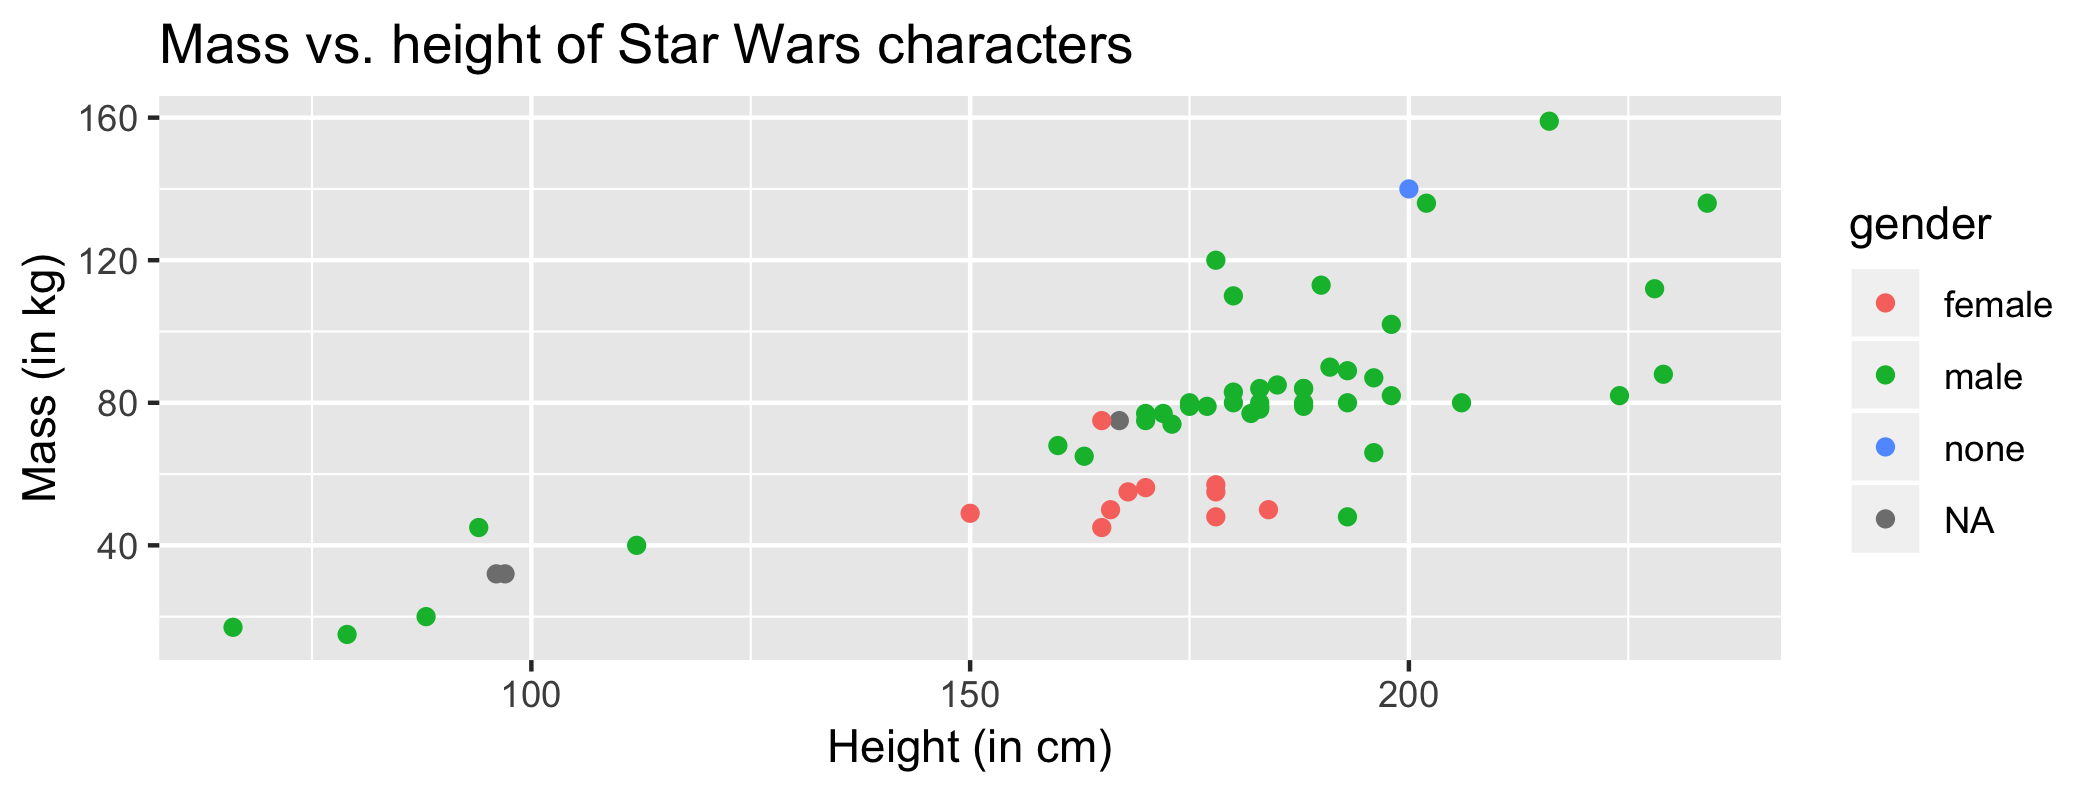 Mass vs. height of Star Wars characters
160
120
80
40
Mass (in kg)
100 150 200
Height (in cm)
gender
female
male
none
NA